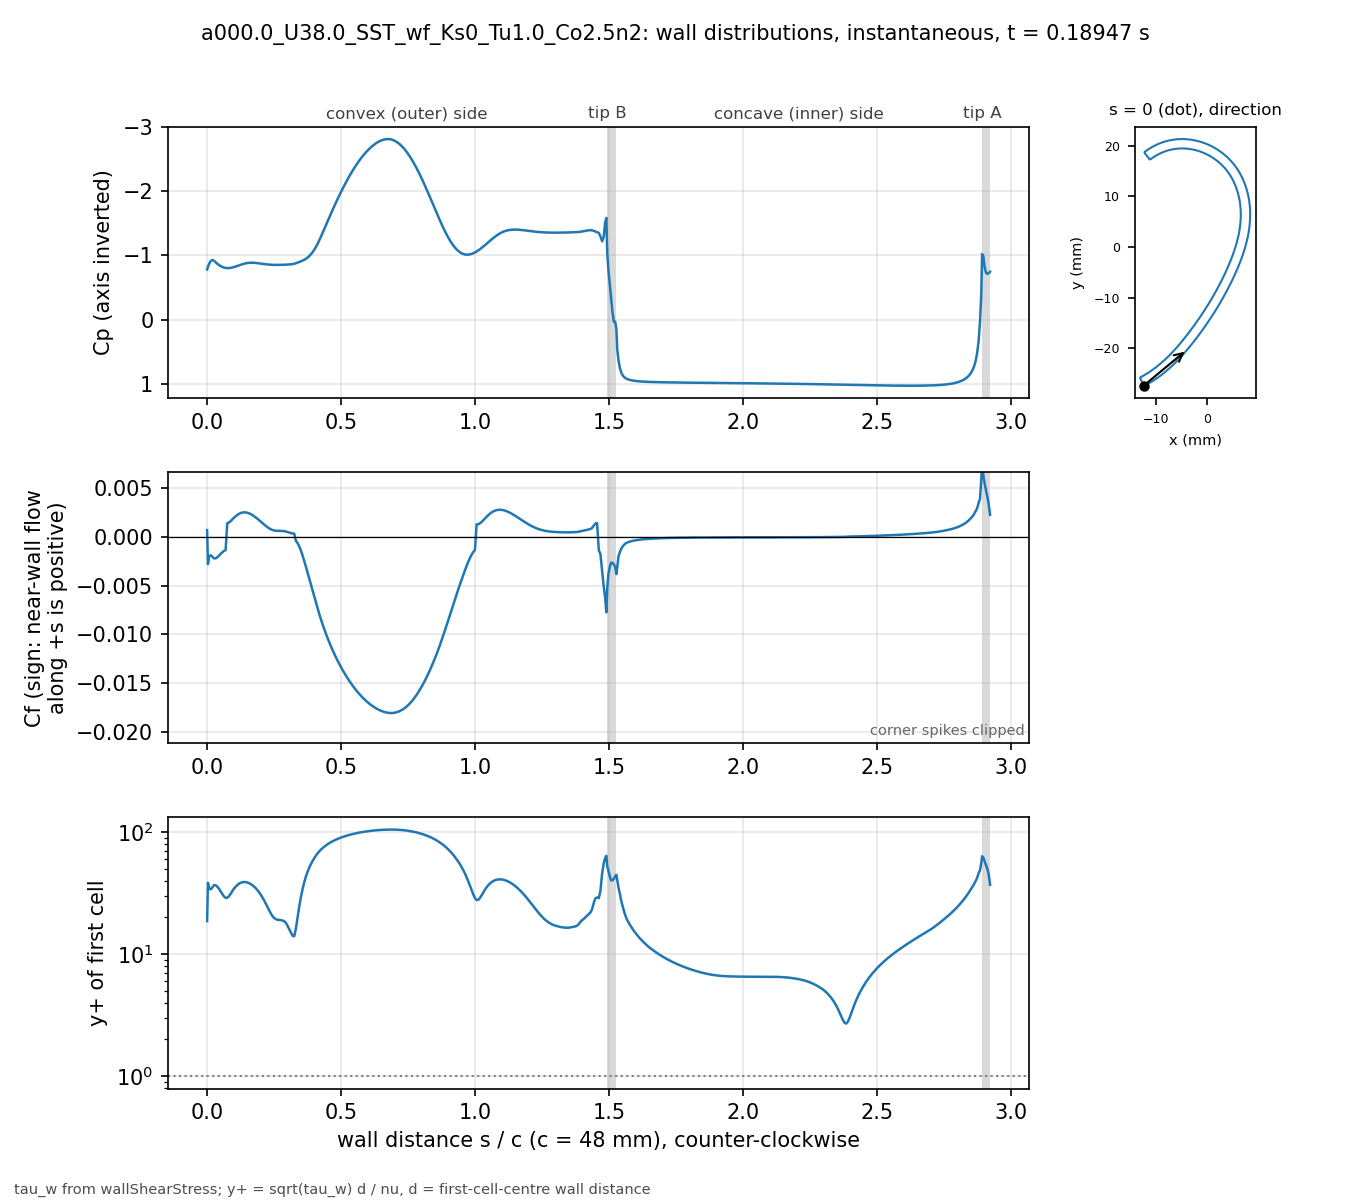 a000.0_U38.0_SST_wf_Ks0_Tu1.0_Co2.5n2: wall distributions, instantaneous, t = 0.18947 s
convex (outer) side
tip B
concave (inner) side
tip A
s = 0 (dot), direction
Cp (axis inverted)
−3
−2
−1
0
1
0.0 0.5 1.0 1.5 2.0 2.5 3.0
y (mm)
20
10
0
−10
−20
−10 0
x (mm)
Cf (sign: near-wall flow
along +s is positive)
0.005
0.000
−0.005
−0.010
−0.015
−0.020
corner spikes clipped
0.0 0.5 1.0 1.5 2.0 2.5 3.0
y+ of first cell
10²
10¹
10⁰
0.0 0.5 1.0 1.5 2.0 2.5 3.0
wall distance s / c (c = 48 mm), counter-clockwise
tau_w from wallShearStress; y+ = sqrt(tau_w) d / nu, d = first-cell-centre wall distance